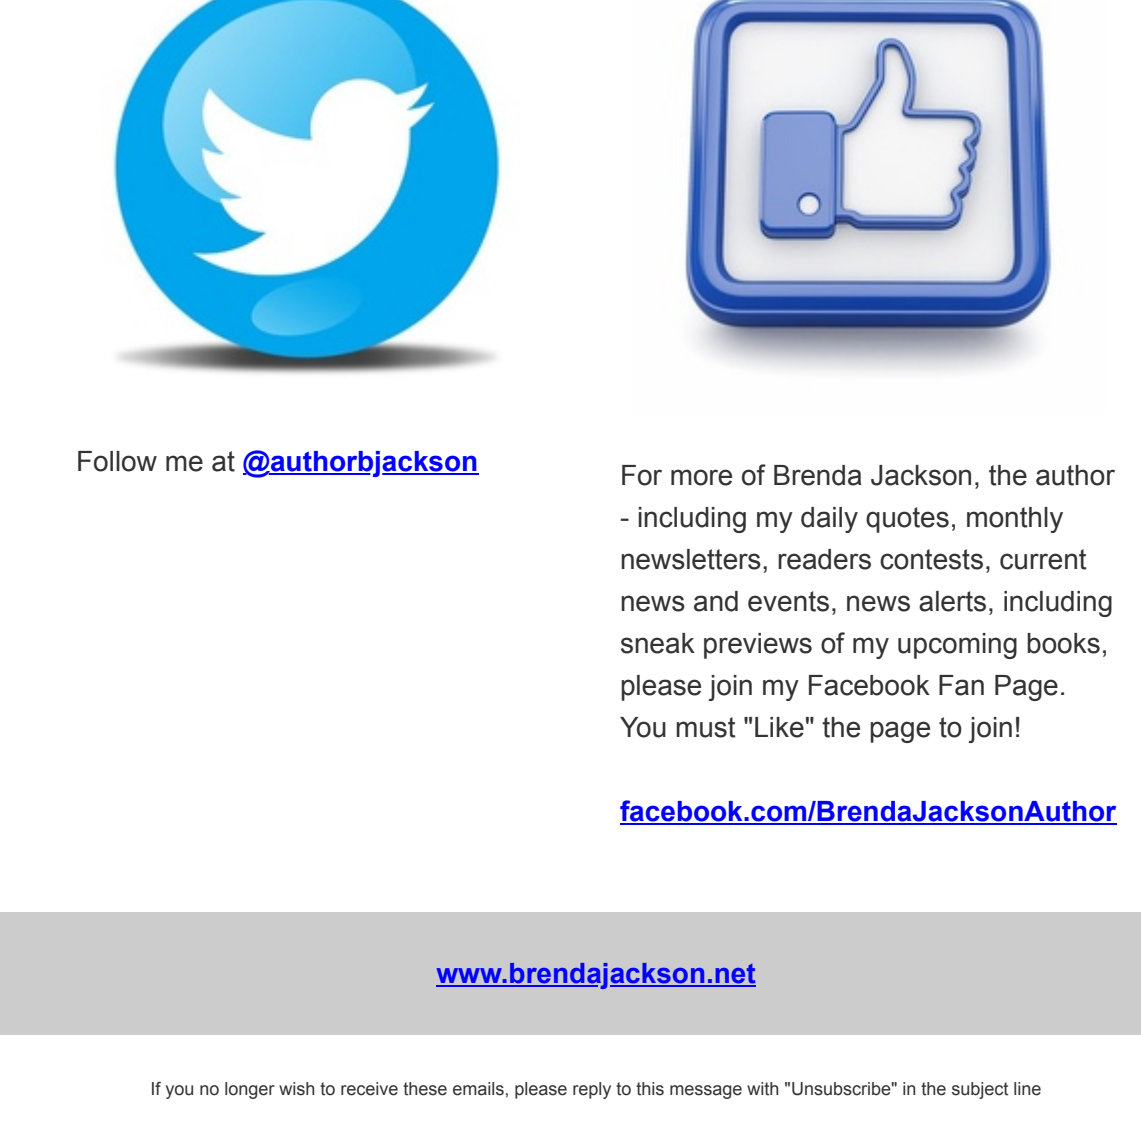 Follow me at @authorbjackson
For more of Brenda Jackson, the author
- including my daily quotes, monthly
newsletters, readers contests, current
news and events, news alerts, including
sneak previews of my upcoming books,
please join my Facebook Fan Page.
You must "Like" the page to join!
facebook.com/BrendaJacksonAuthor
www.brendajackson.net
If you no longer wish to receive these emails, please reply to this message with "Unsubscribe" in the subject line